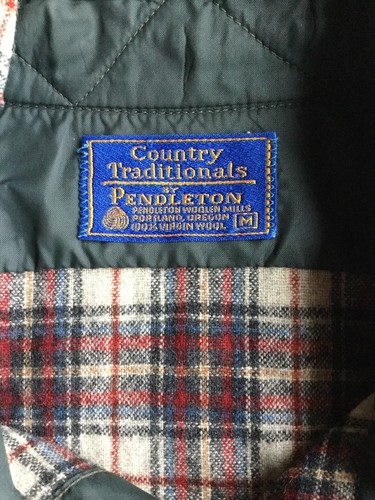 Country
Traditionals
BY
PENDLETON
PENDLETON WOOLEN MILLS
PORTLAND, OREGON
100% VIRGIN WOOL M